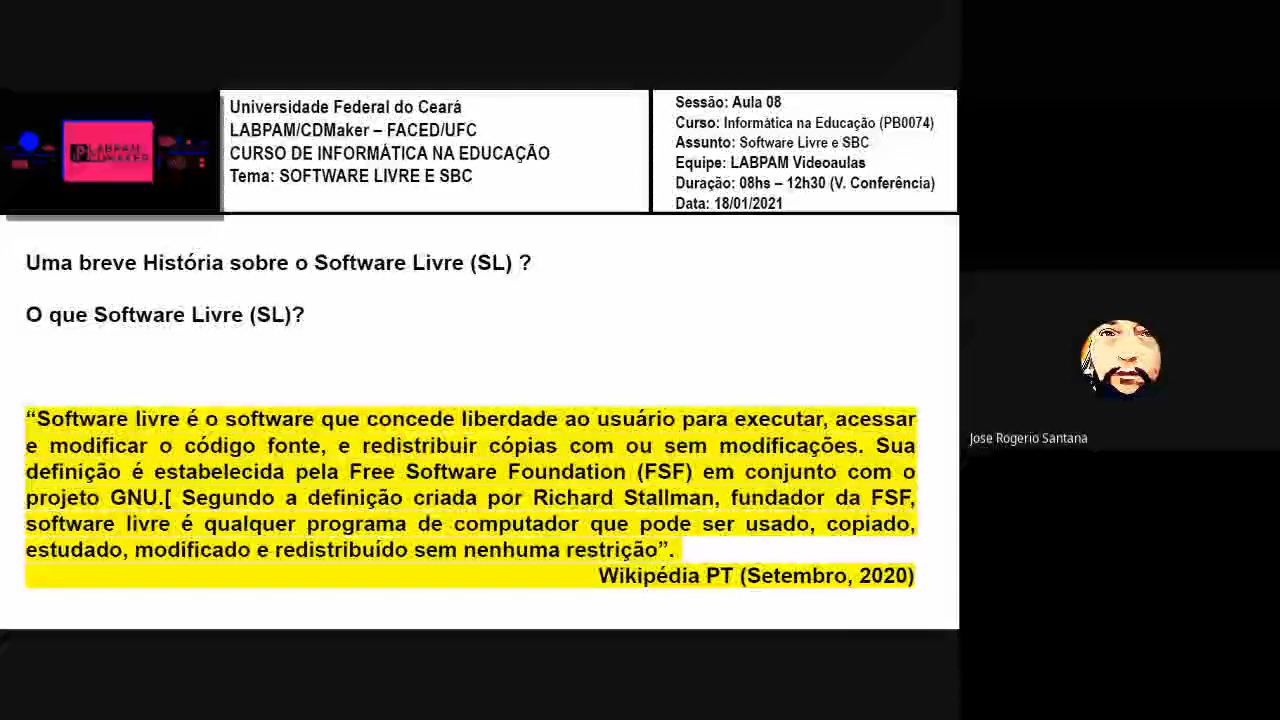 LABPAM
CDMAKER
Universidade Federal do Ceará
LABPAM/CDMaker – FACED/UFC
CURSO DE INFORMÁTICA NA EDUCAÇÃO
Tema: SOFTWARE LIVRE E SBC
Sessão: Aula 08
Curso: Informática na Educação (PB0074)
Assunto: Software Livre e SBC
Equipe: LABPAM Videoaulas
Duração: 08hs – 12h30 (V. Conferência)
Data: 18/01/2021
Uma breve História sobre o Software Livre (SL) ?
O que Software Livre (SL)?
“Software livre é o software que concede liberdade ao usuário para executar, acessar
e modificar o código fonte, e redistribuir cópias com ou sem modificações. Sua
definição é estabelecida pela Free Software Foundation (FSF) em conjunto com o
projeto GNU.[ Segundo a definição criada por Richard Stallman, fundador da FSF,
software livre é qualquer programa de computador que pode ser usado, copiado,
estudado, modificado e redistribuído sem nenhuma restrição”.
Wikipédia PT (Setembro, 2020)
Jose Rogerio Santana